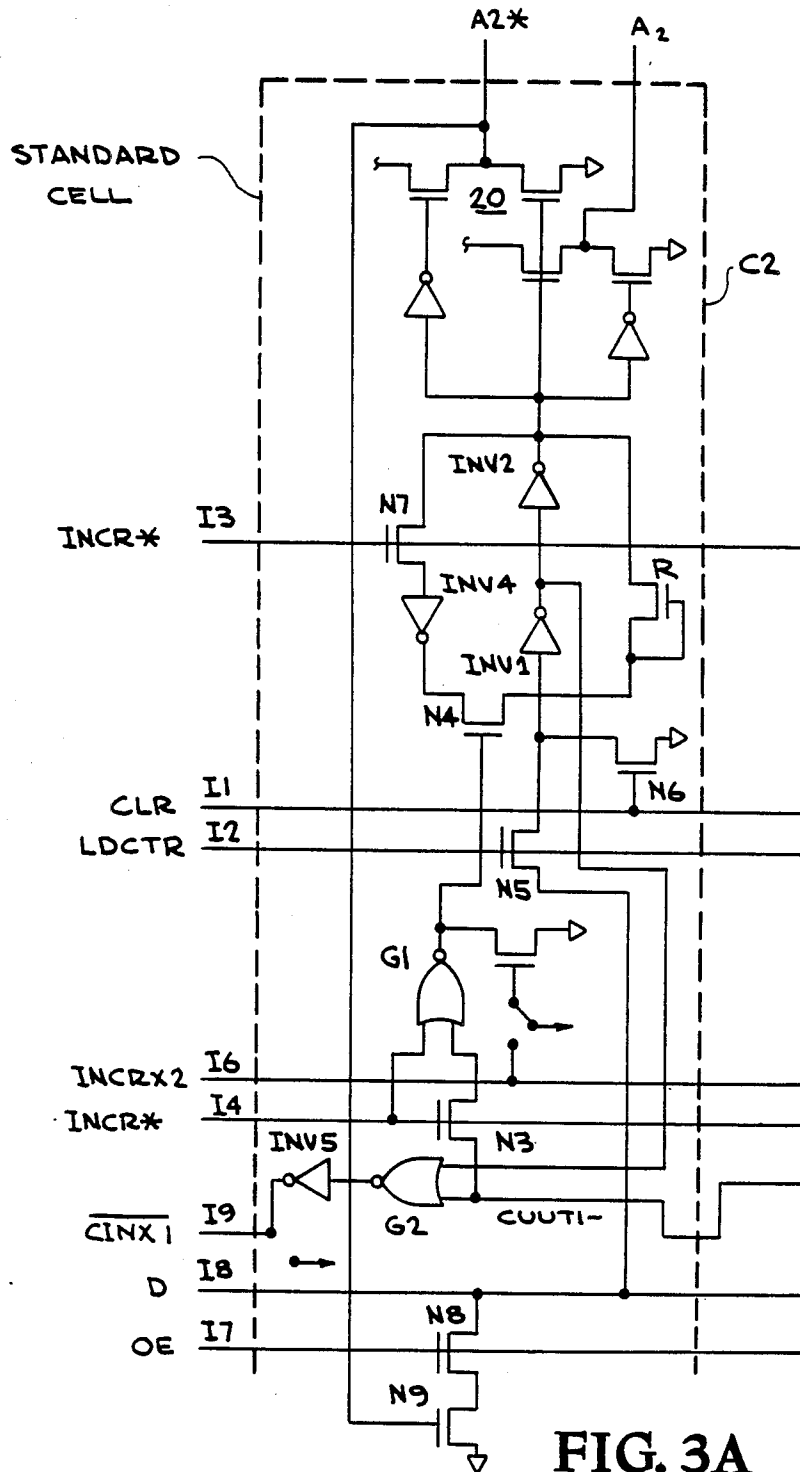 A2* A2
STANDARD
CELL
20
C2
INV2
N7
I3
INCR*
INV4
R
INV1
N4
I1
CLR
N6
I2
LDCTR
N5
G1
I6
INCRX2
I4
INCR*
INV5
N3
I9
CINX1
G2
CUUT1-
I8
D
N8
I7
OE
N9
FIG. 3A